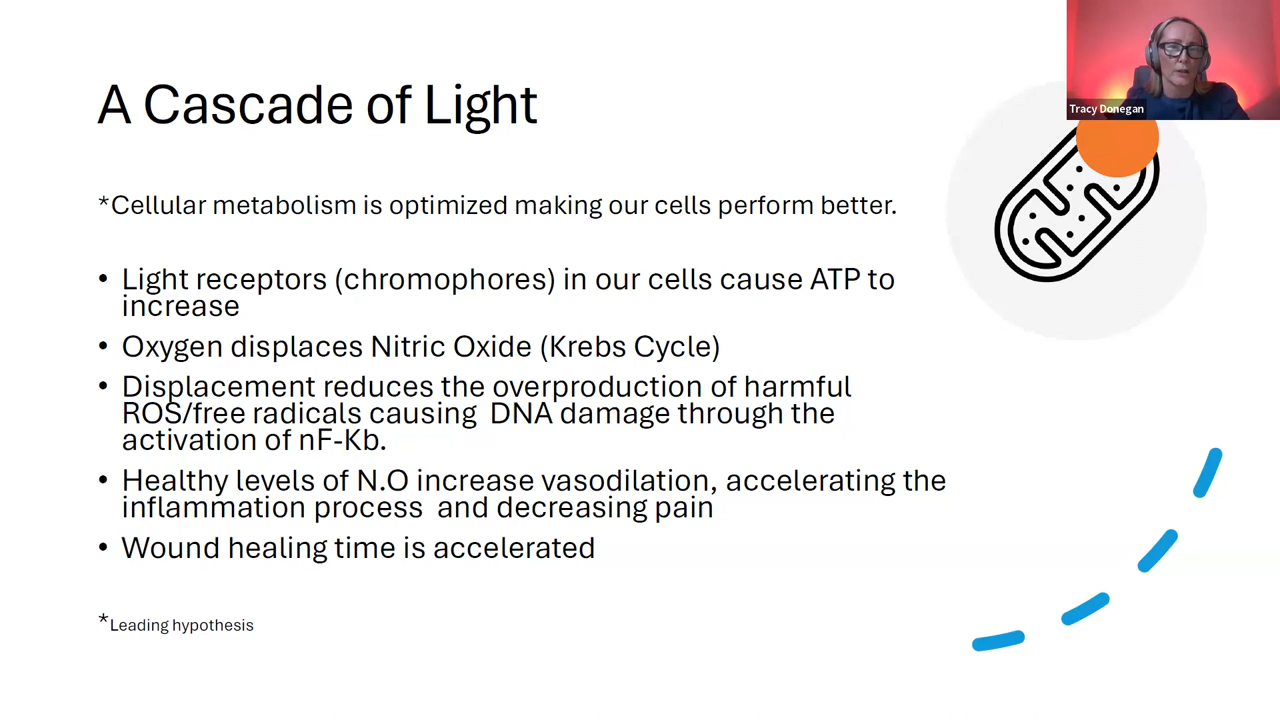 Tracy Donegan
A Cascade of Light
*Cellular metabolism is optimized making our cells perform better.
• Light receptors (chromophores) in our cells cause ATP to
increase
• Oxygen displaces Nitric Oxide (Krebs Cycle)
• Displacement reduces the overproduction of harmful
ROS/free radicals causing  DNA damage through the
activation of nF-Kb.
• Healthy levels of N.O increase vasodilation, accelerating the
inflammation process  and decreasing pain
• Wound healing time is accelerated
*Leading hypothesis